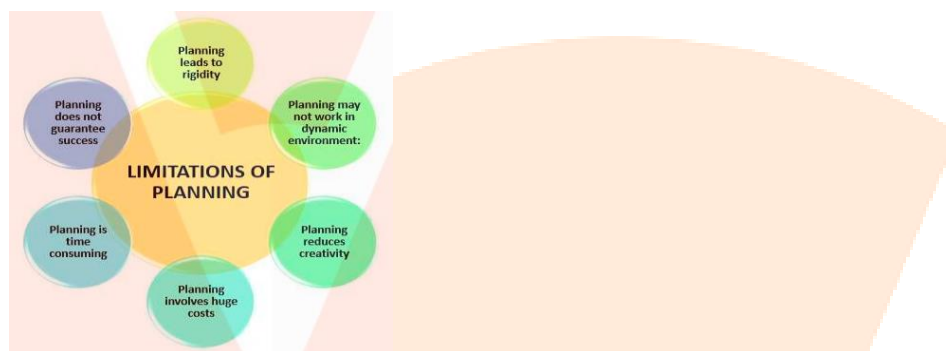 LIMITATIONS OF
PLANNING
Planning
leads to
rigidity
Planning may
not work in
dynamic
environment:
Planning
reduces
creativity
Planning
involves huge
costs
Planning is
time
consuming
Planning
does not
guarantee
success